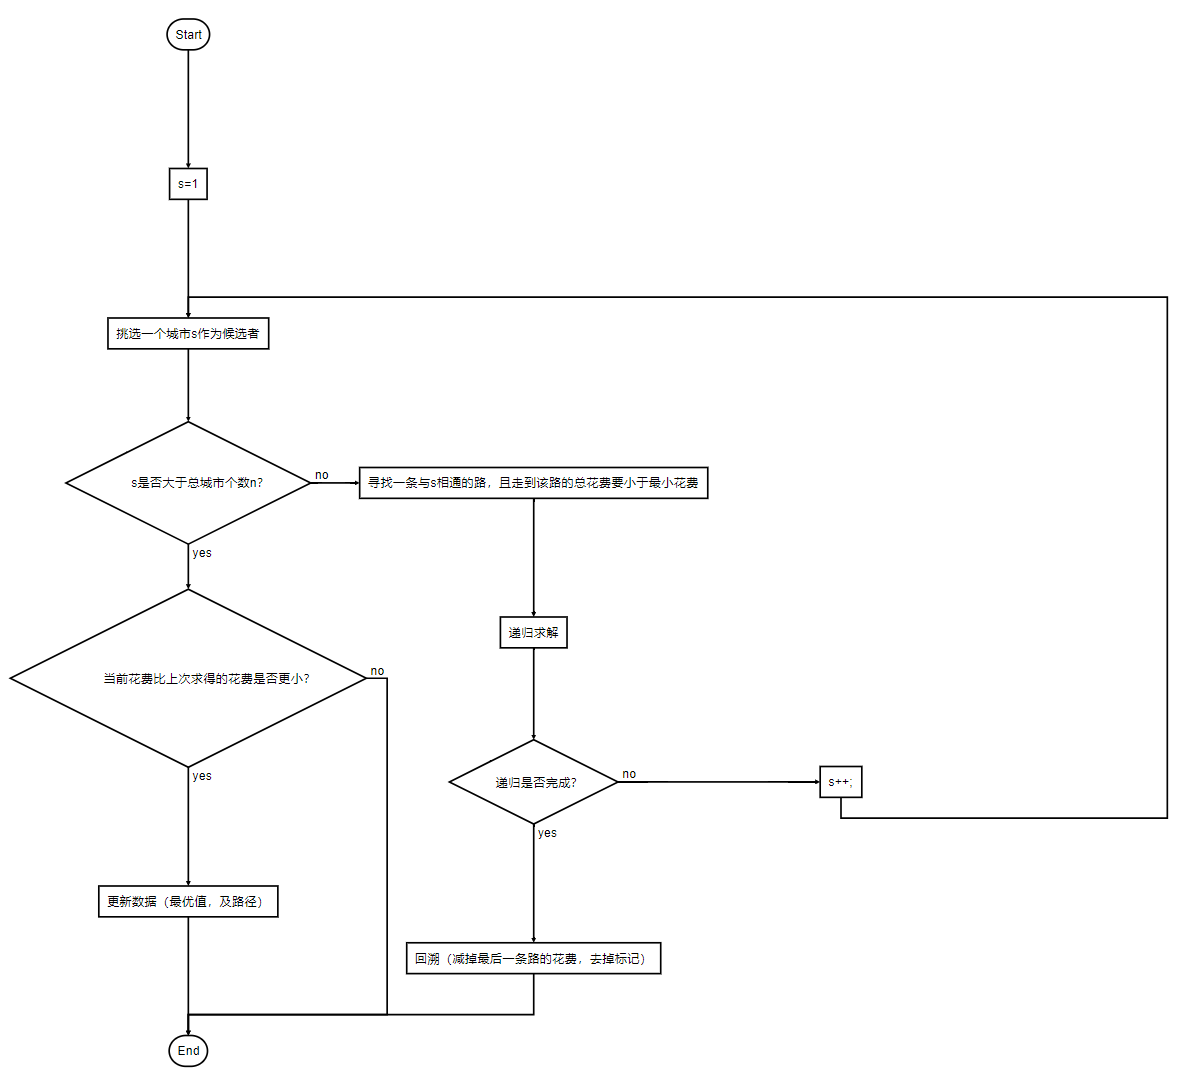 Start
s=1
挑选一个城市s作为候选者
s是否大于总城市个数n?
no
寻找一条与s相通的路，且走到该路的总花费要小于最小花费
yes
递归求解
当前花费比上次求得的花费是否更小?
no
yes
递归是否完成?
no
s++;
yes
更新数据（最优值，及路径）
回溯（减掉最后一条路的花费，去掉标记）
End